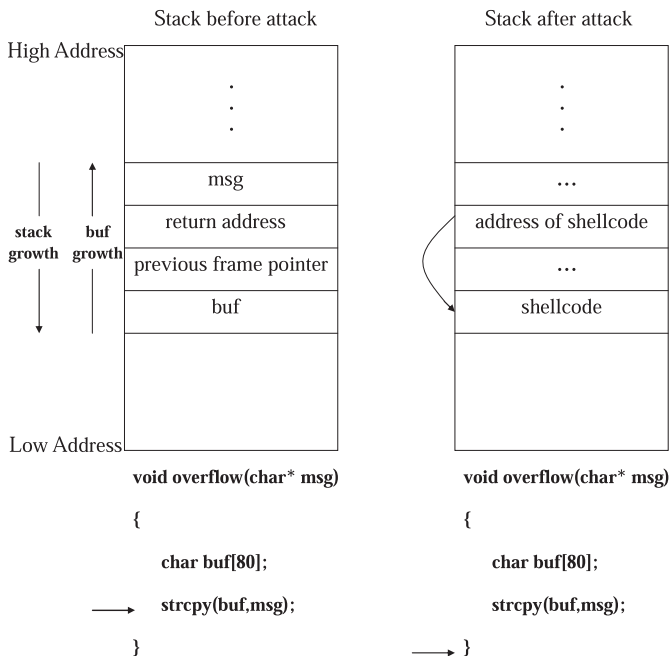 Stack before attack
High Address
.
.
.
msg
return address
previous frame pointer
buf
stack
growth
buf
growth
Low Address
void overflow(char* msg)
{
char buf[80];
strcpy(buf,msg);
}
Stack after attack
.
.
.
...
address of shellcode
...
shellcode
void overflow(char* msg)
{
char buf[80];
strcpy(buf,msg);
}